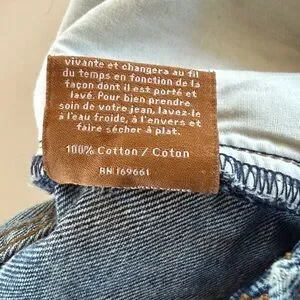 vivante et changera au fil
du temps en fonction de la
façon dont il est porté et
lavé. Pour bien prendre
soin de votre jean, lavez-le
à l'eau froide, à l'envers et
faire sécher à plat.
100% Cotton / Coton
RN 169661